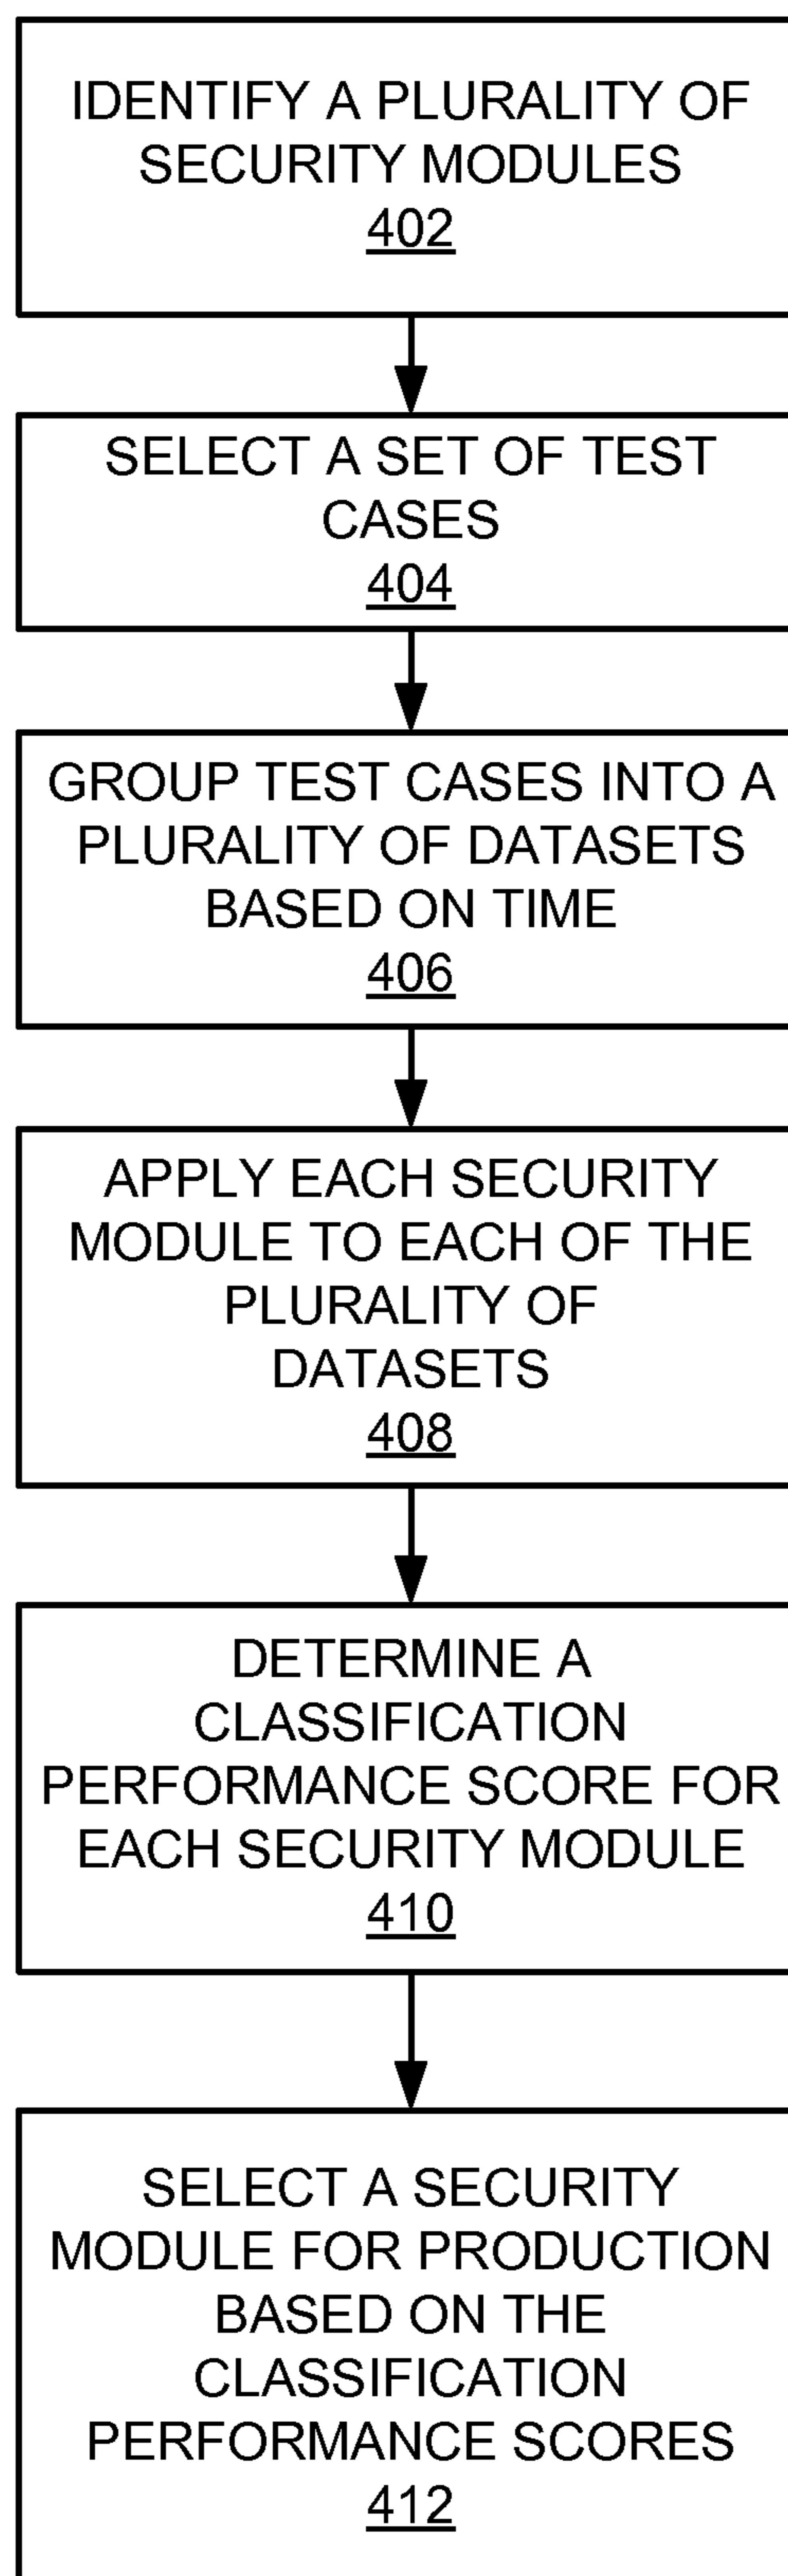 IDENTIFY A PLURALITY OF
SECURITY MODULES
402
SELECT A SET OF TEST
CASES
404
GROUP TEST CASES INTO A
PLURALITY OF DATASETS
BASED ON TIME
406
APPLY EACH SECURITY
MODULE TO EACH OF THE
PLURALITY OF
DATASETS
408
DETERMINE A
CLASSIFICATION
PERFORMANCE SCORE FOR
EACH SECURITY MODULE
410
SELECT A SECURITY
MODULE FOR PRODUCTION
BASED ON THE
CLASSIFICATION
PERFORMANCE SCORES
412